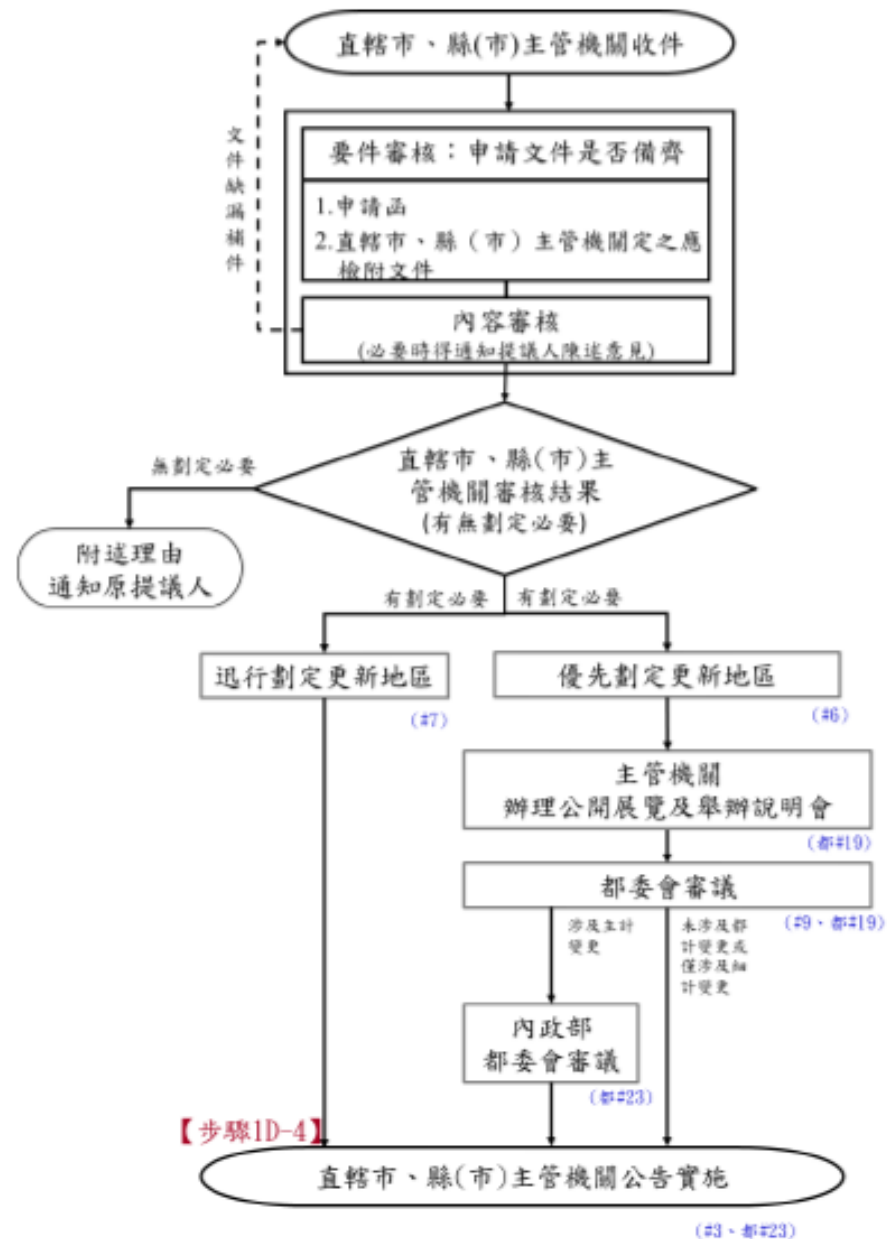 直轄市、縣(市)主管機關收件
文件缺漏補件
要件審核：申請文件是否備齊
1.申請函
2.直轄市、縣（市）主管機關定之應
檢附文件
內容審核
(必要時得通知提議人陳述意見)
直轄市、縣(市)主
管機關審核結果
(有無劃定必要)
無劃定必要
附述理由
通知原提議人
有劃定必要
有劃定必要
迅行劃定更新地區
優先劃定更新地區
(#7)
(#6)
主管機關
辦理公開展覽及舉辦說明會
(都#19)
都委會審議
(#9、都#19)
涉及主計
變更
未涉及都
計變更或
僅涉及細
計變更
內政部
都委會審議
(都#23)
【步驟1D-4】
直轄市、縣(市)主管機關公告實施
(#3、都#23)